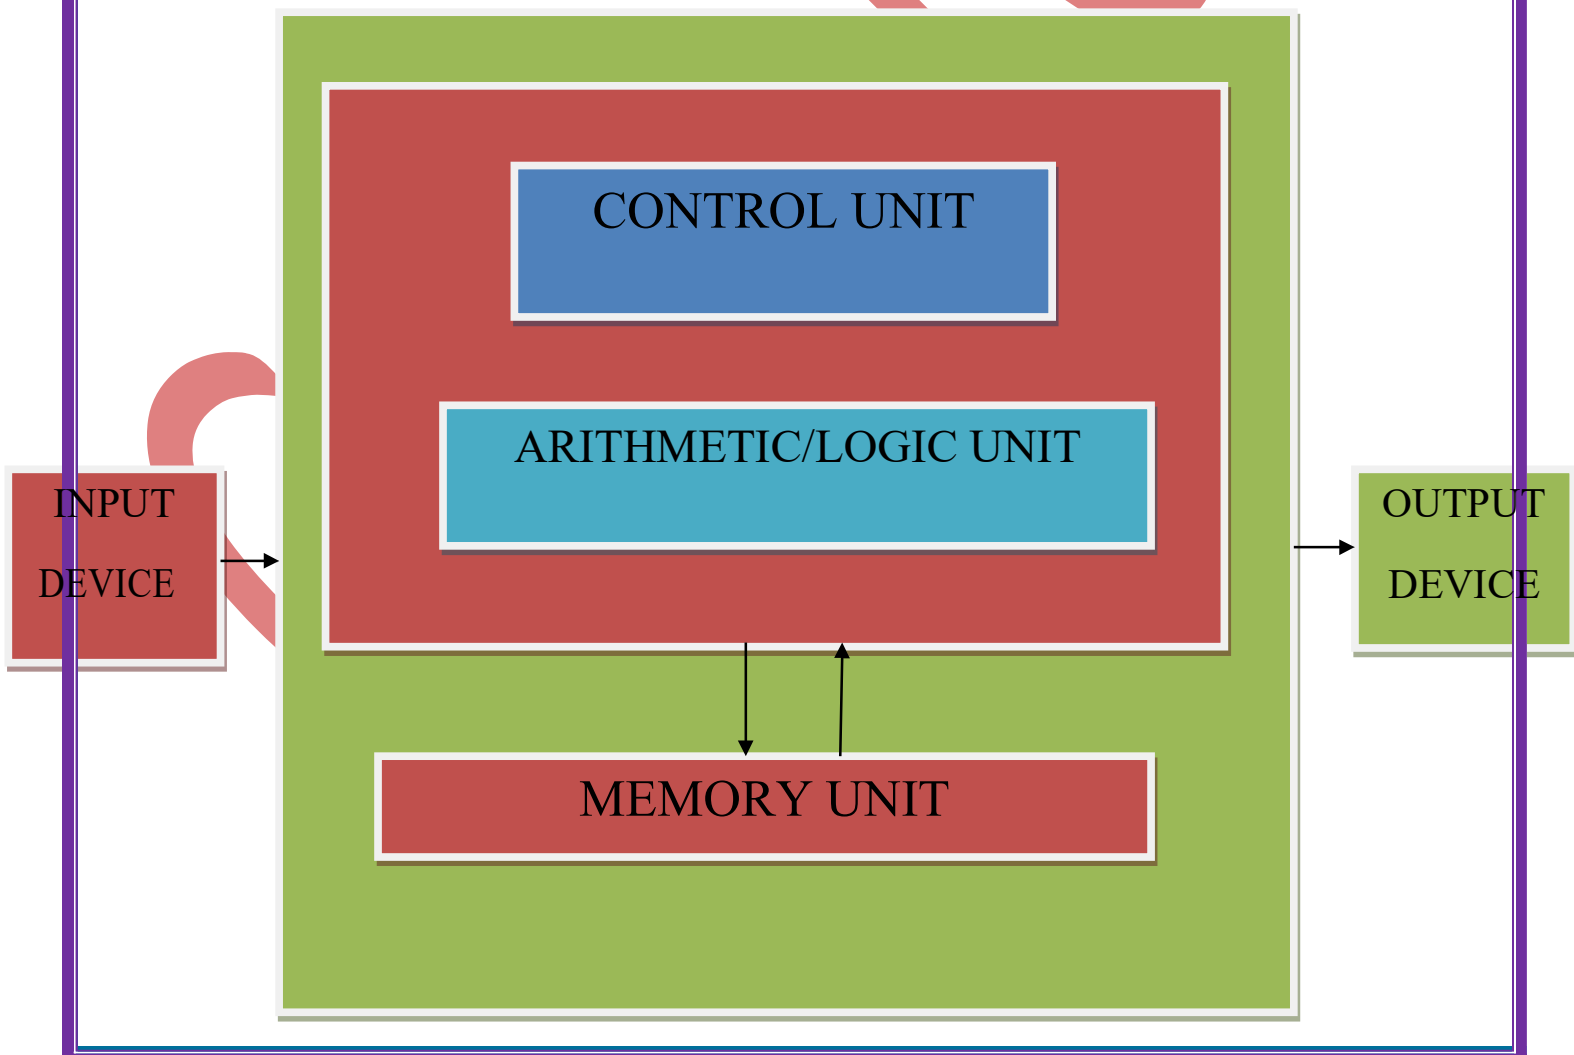 CONTROL UNIT
ARITHMETIC/LOGIC UNIT
INPUT
DEVICE
OUTPUT
DEVICE
MEMORY UNIT